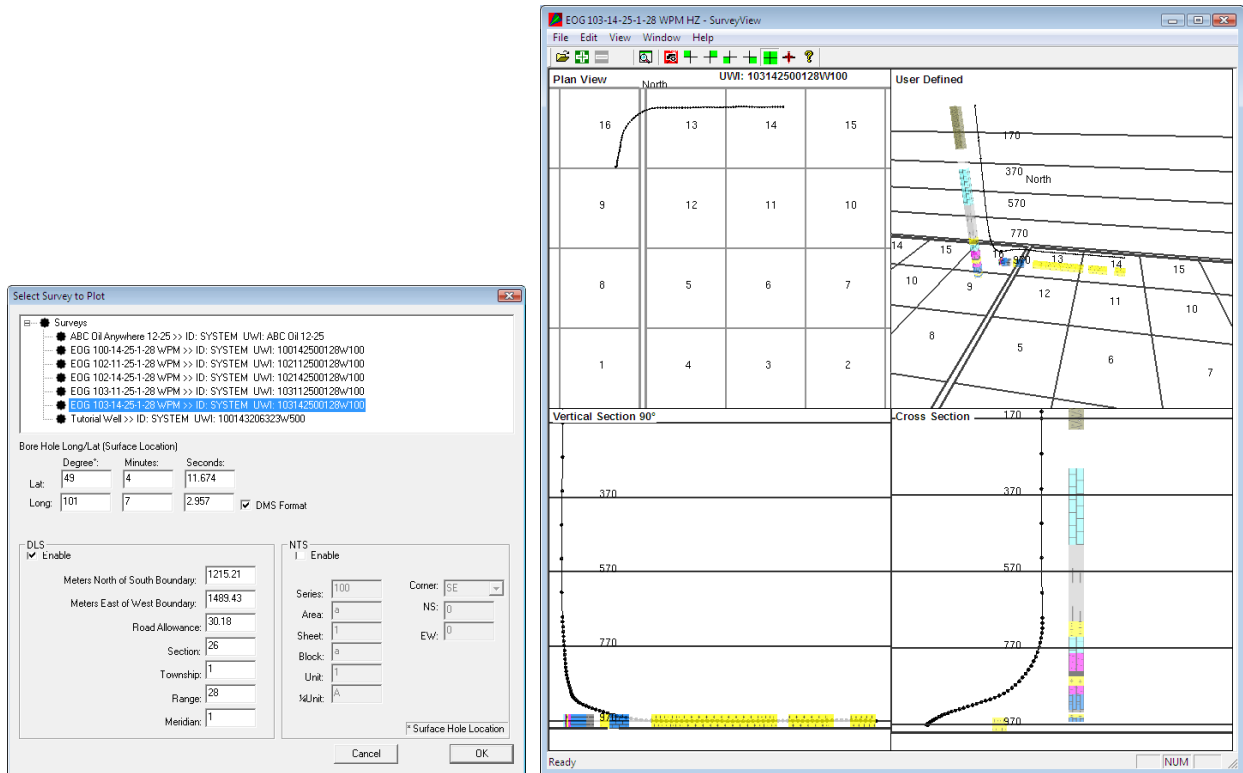 Select Survey to Plot
Surveys
ABC Oil Anywhere 12-25 >> ID: SYSTEM UWI: ABC Oil 12-25
EOG 100-14-25-1-28 WPM >> ID: SYSTEM UWI: 100142500128W100
EOG 102-11-25-1-28 WPM >> ID: SYSTEM UWI: 102112500128W100
EOG 102-14-25-1-28 WPM >> ID: SYSTEM UWI: 102142500128W100
EOG 103-11-25-1-28 WPM >> ID: SYSTEM UWI: 103112500128W100
EOG 103-14-25-1-28 WPM >> ID: SYSTEM UWI: 103142500128W100
Tutorial Well >> ID: SYSTEM UWI: 100143206323W500
Bore Hole Long/Lat (Surface Location)
Degree*: Minutes: Seconds:
Lat: 49 4 11.674
Long: 101 7 2.957 DMS Format
DLS
Enable
Meters North of South Boundary: 1215.21
Meters East of West Boundary: 1489.43
Road Allowance: 30.18
Section: 26
Township: 1
Range: 28
Meridian: 1
NTS
Enable
Series: 100
Area: a
Sheet: 1
Block: a
Unit: 1
¼Unit: A
Corner: SE
NS: 0
EW: 0
* Surface Hole Location
Cancel OK
EOG 103-14-25-1-28 WPM HZ - SurveyView
File Edit View Window Help
Plan View
North
UWI: 103142500128W100
16 13 14 15
9 12 11 10
8 5 6 7
1 4 3 2
User Defined
170
370 North
570
770
14 15 16 970 13 14 15
10 9 12 11 10
8 5 6 7
Vertical Section 90°
370
570
770
970
Cross Section
170
370
570
770
970
Ready NUM